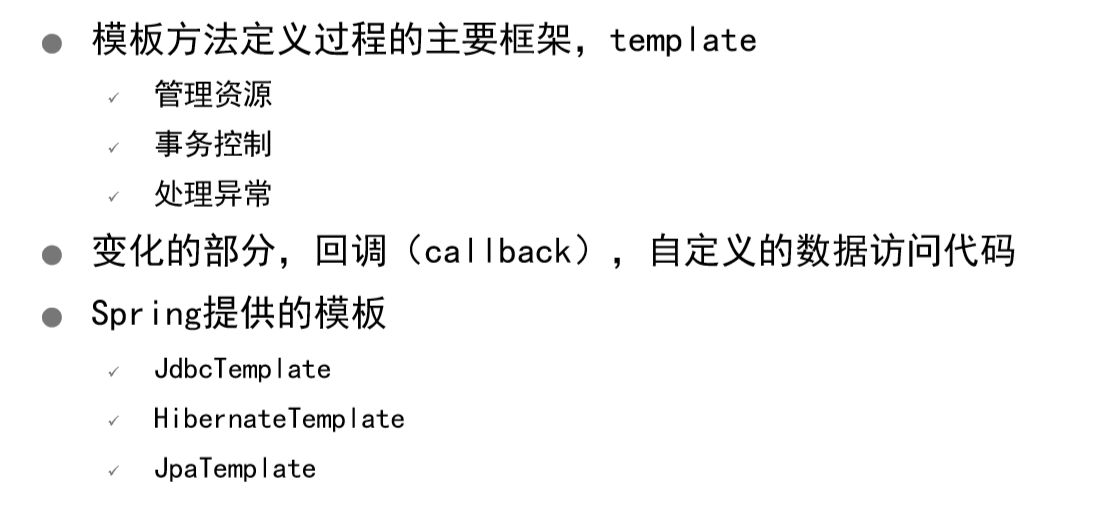 模板方法定义过程的主要框架，template
管理资源
事务控制
处理异常
变化的部分，回调（callback），自定义的数据访问代码
Spring提供的模板
JdbcTemplate
HibernateTemplate
JpaTemplate